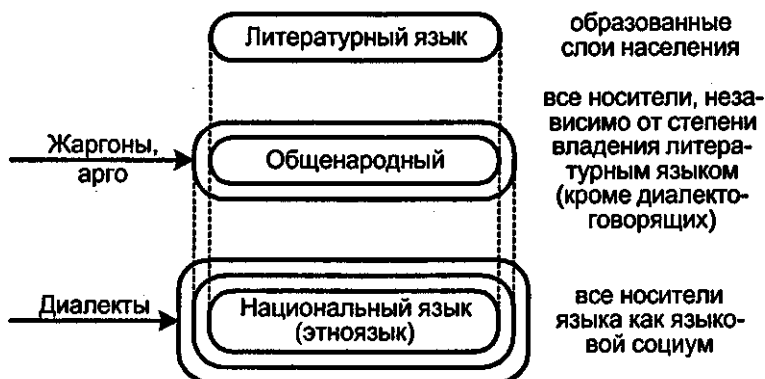 Литературный язык
образованные
слои населения
Жаргоны,
арго
Общенародный
все носители, неза-
висимо от степени
владения литера-
турным языком
(кроме диалекто-
говорящих)
Диалекты
Национальный язык
(этноязык)
все носители
языка как языко-
вой социум